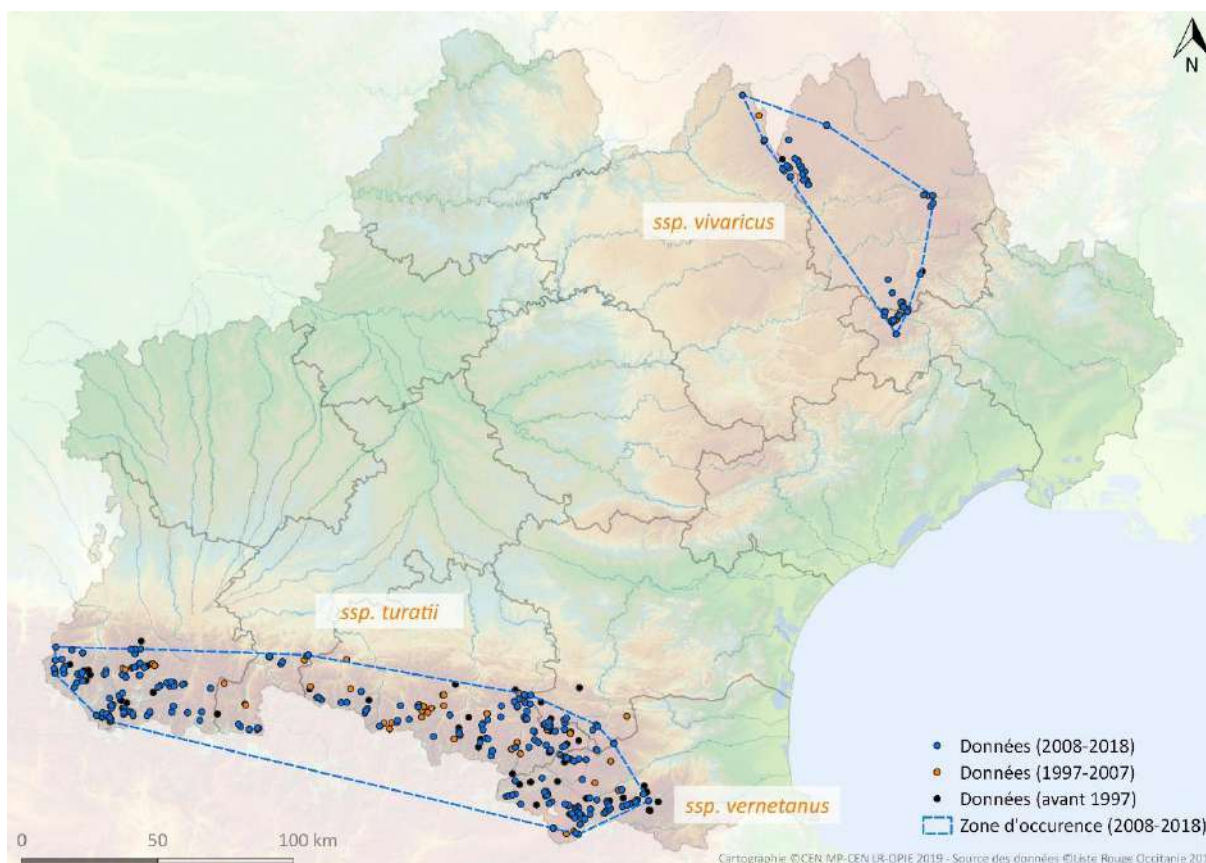 N
ssp. vivaricus
ssp. turatii
ssp. vernetanus
Données (2008-2018)
Données (1997-2007)
Données (avant 1997)
Zone d'occurence (2008-2018)
0 50 100 km
Cartographie ©CEN MP-CEN LR-OPIE 2019 - Source des données ©Liste Rouge Occitanie 201